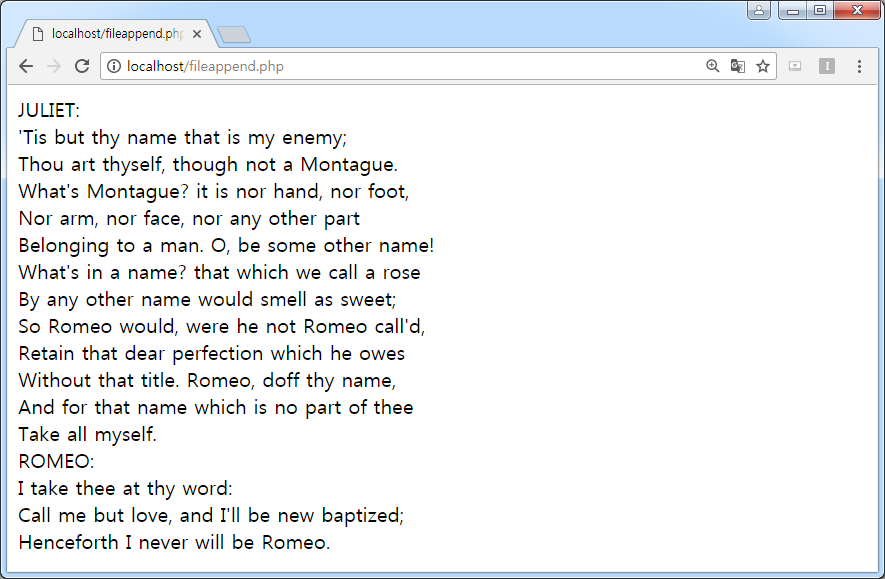 localhost/fileappend.php
localhost/fileappend.php
JULIET:
'Tis but thy name that is my enemy;
Thou art thyself, though not a Montague.
What's Montague? it is nor hand, nor foot,
Nor arm, nor face, nor any other part
Belonging to a man. O, be some other name!
What's in a name? that which we call a rose
By any other name would smell as sweet;
So Romeo would, were he not Romeo call'd,
Retain that dear perfection which he owes
Without that title. Romeo, doff thy name,
And for that name which is no part of thee
Take all myself.
ROMEO:
I take thee at thy word:
Call me but love, and I'll be new baptized;
Henceforth I never will be Romeo.